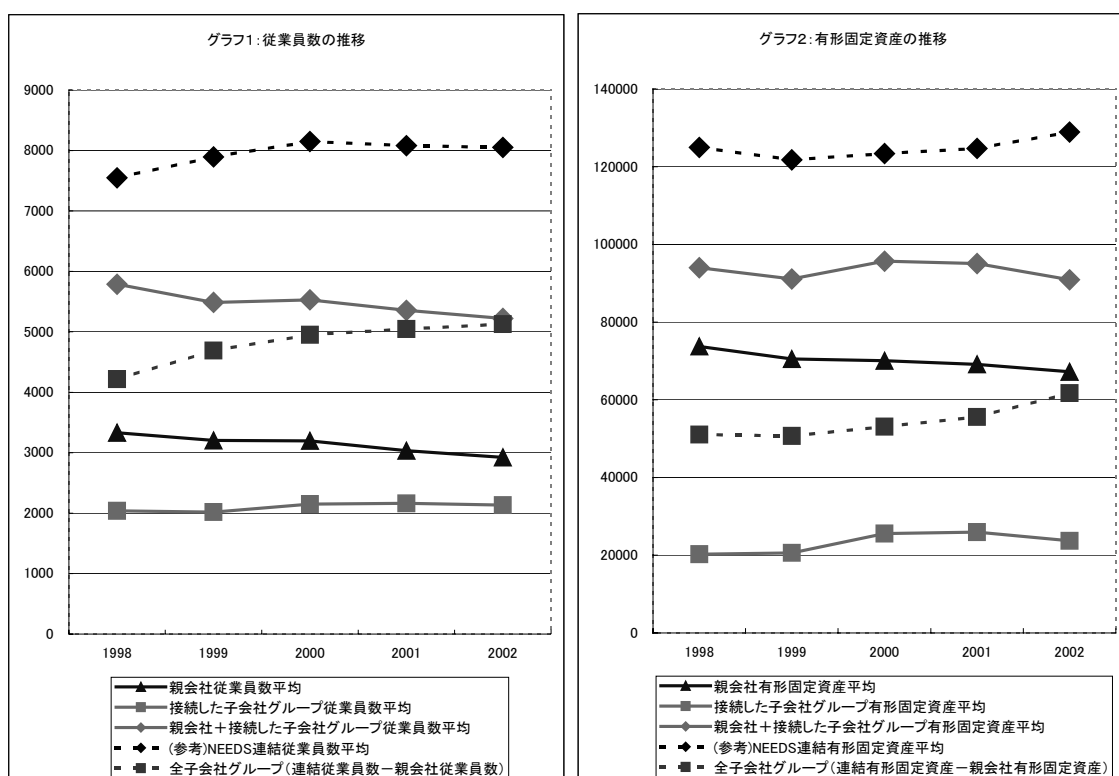 グラフ1：従業員数の推移
9000
8000
7000
6000
5000
4000
3000
2000
1000
0
1998 1999 2000 2001 2002
親会社従業員数平均
接続した子会社グループ従業員数平均
親会社＋接続した子会社グループ従業員数平均
(参考)NEEDS連結従業員数平均
全子会社グループ（連結従業員数－親会社従業員数）
グラフ2：有形固定資産の推移
140000
120000
100000
80000
60000
40000
20000
0
1998 1999 2000 2001 2002
親会社有形固定資産平均
接続した子会社グループ有形固定資産平均
親会社＋接続した子会社グループ有形固定資産平均
(参考)NEEDS連結有形固定資産平均
全子会社グループ（連結有形固定資産－親会社有形固定資産）